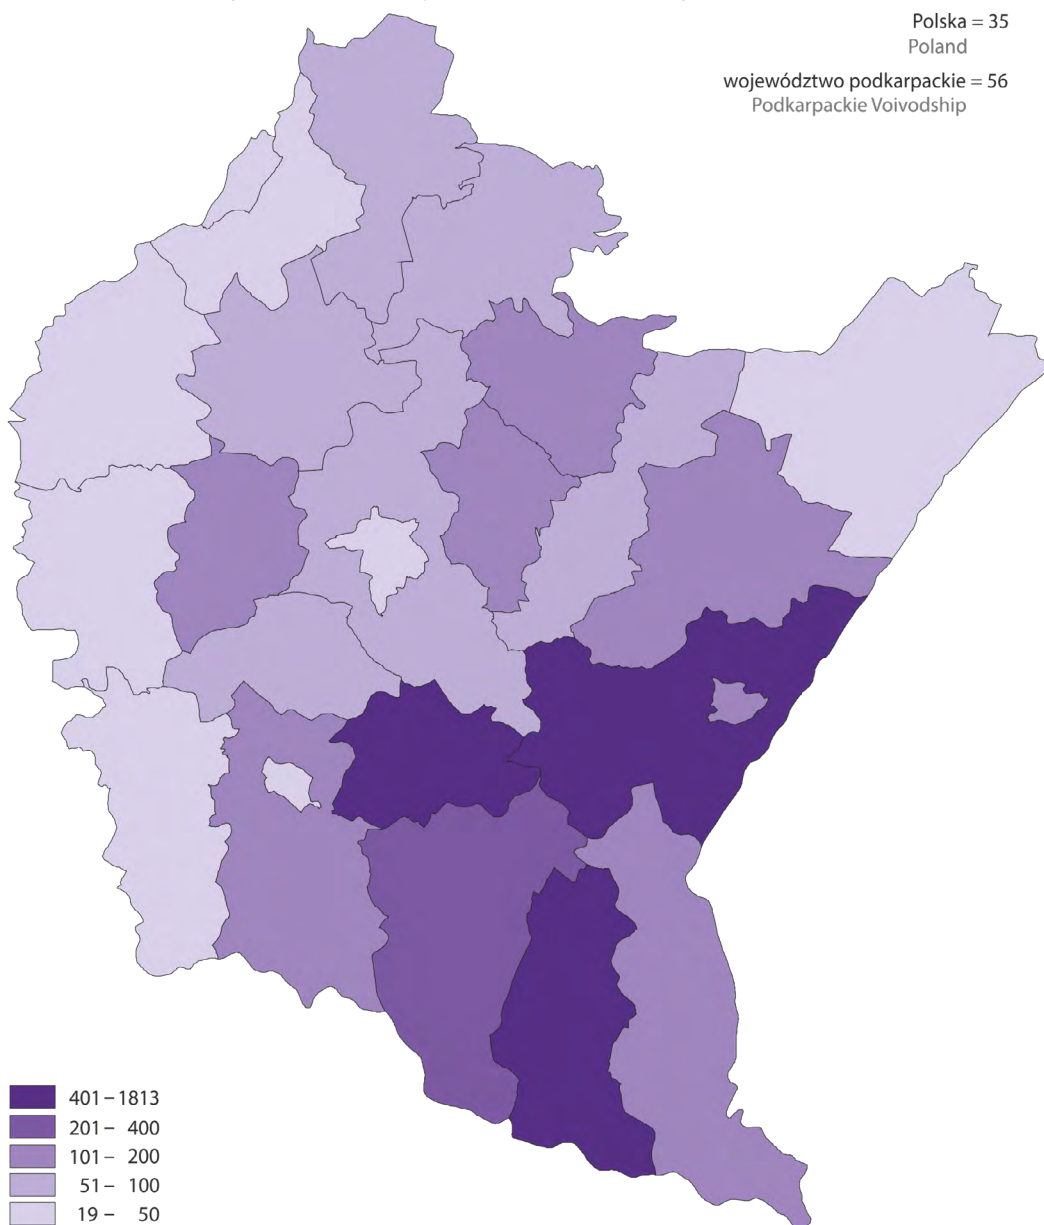 Polska = 35
Poland
województwo podkarpackie = 56
Podkarpackie Voivodship
401 – 1813
201 – 400
101 – 200
51 – 100
19 – 50